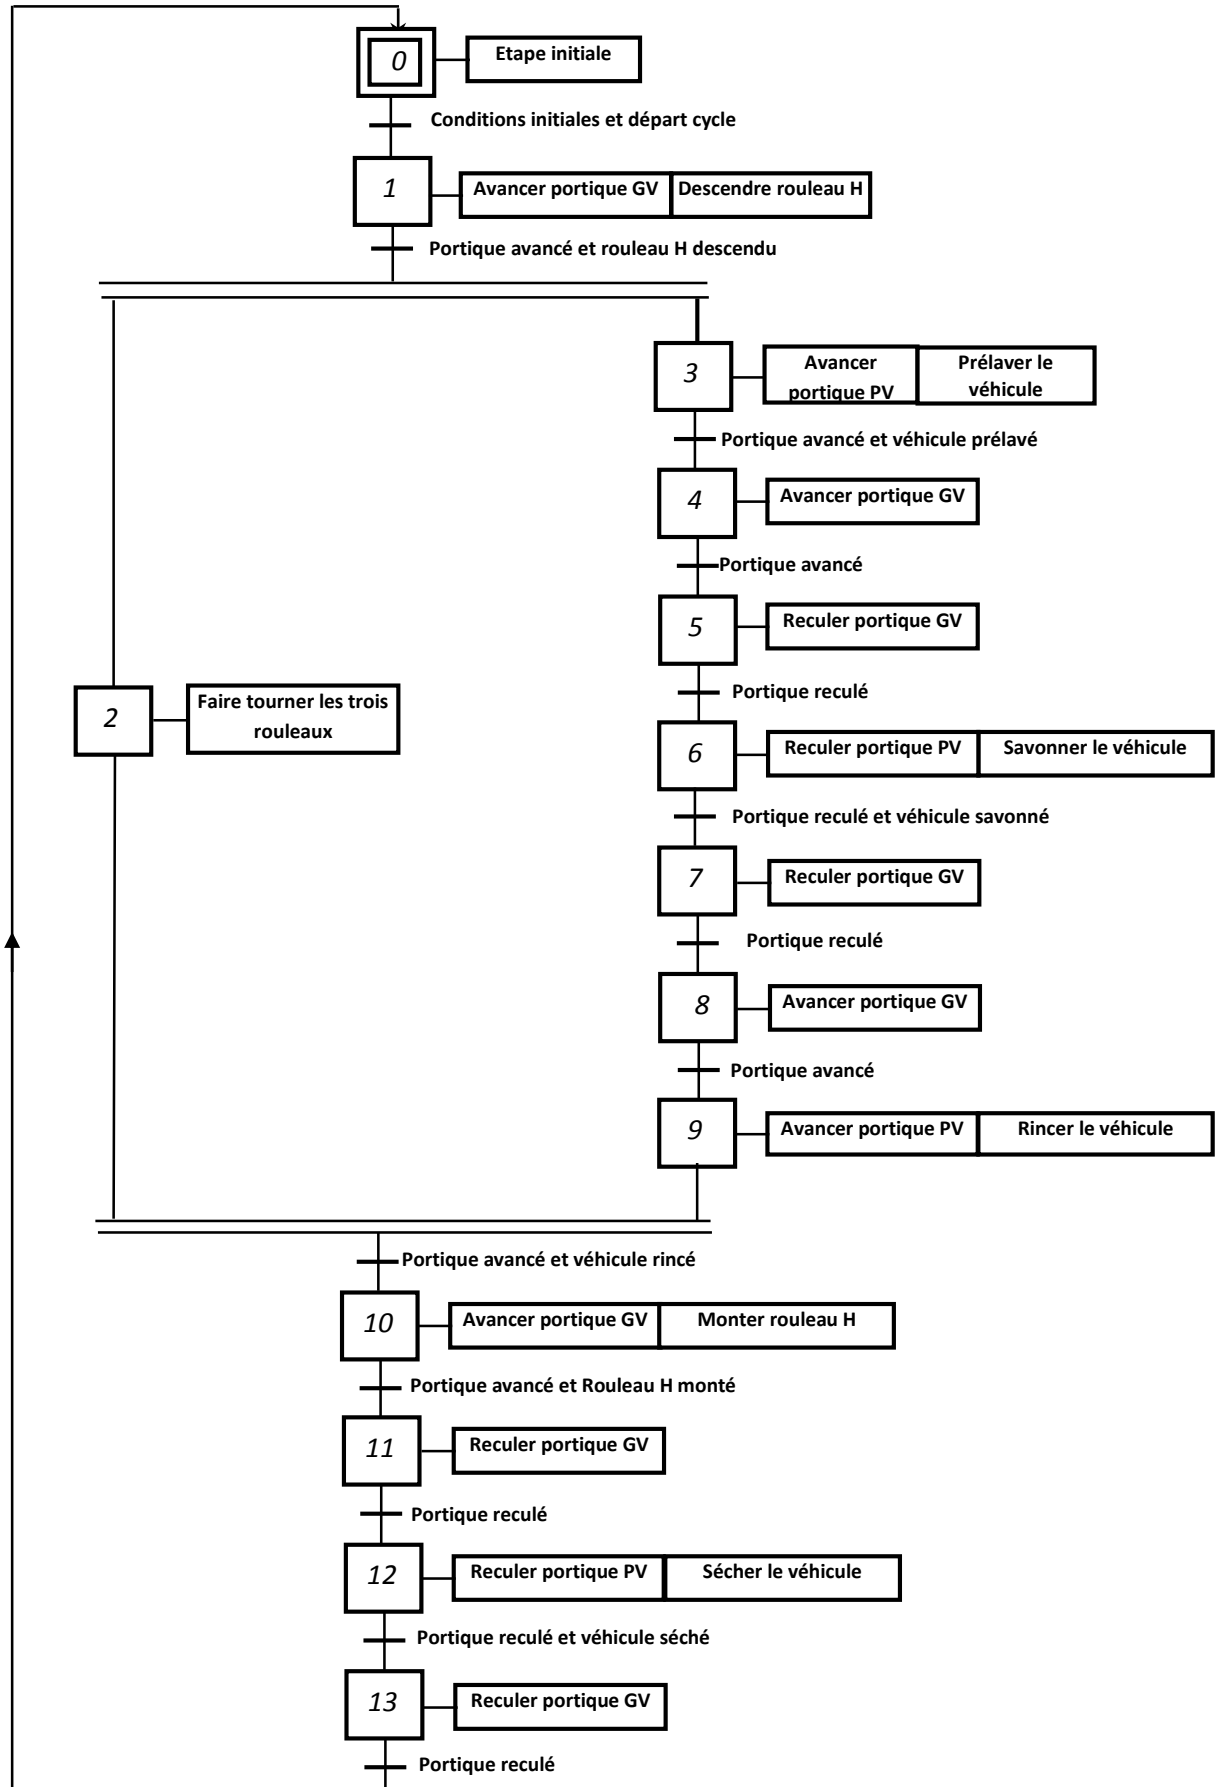 0
Etape initiale
Conditions initiales et départ cycle
1
Avancer portique GV
Descendre rouleau H
Portique avancé et rouleau H descendu
3
Avancer
portique PV
Prélaver le
véhicule
Portique avancé et véhicule prélavé
4
Avancer portique GV
Portique avancé
5
Reculer portique GV
Portique reculé
2
Faire tourner les trois
rouleaux
6
Reculer portique PV
Savonner le véhicule
Portique reculé et véhicule savonné
7
Reculer portique GV
Portique reculé
8
Avancer portique GV
Portique avancé
9
Avancer portique PV
Rincer le véhicule
Portique avancé et véhicule rincé
10
Avancer portique GV
Monter rouleau H
Portique avancé et Rouleau H monté
11
Reculer portique GV
Portique reculé
12
Reculer portique PV
Sécher le véhicule
Portique reculé et véhicule séché
13
Reculer portique GV
Portique reculé